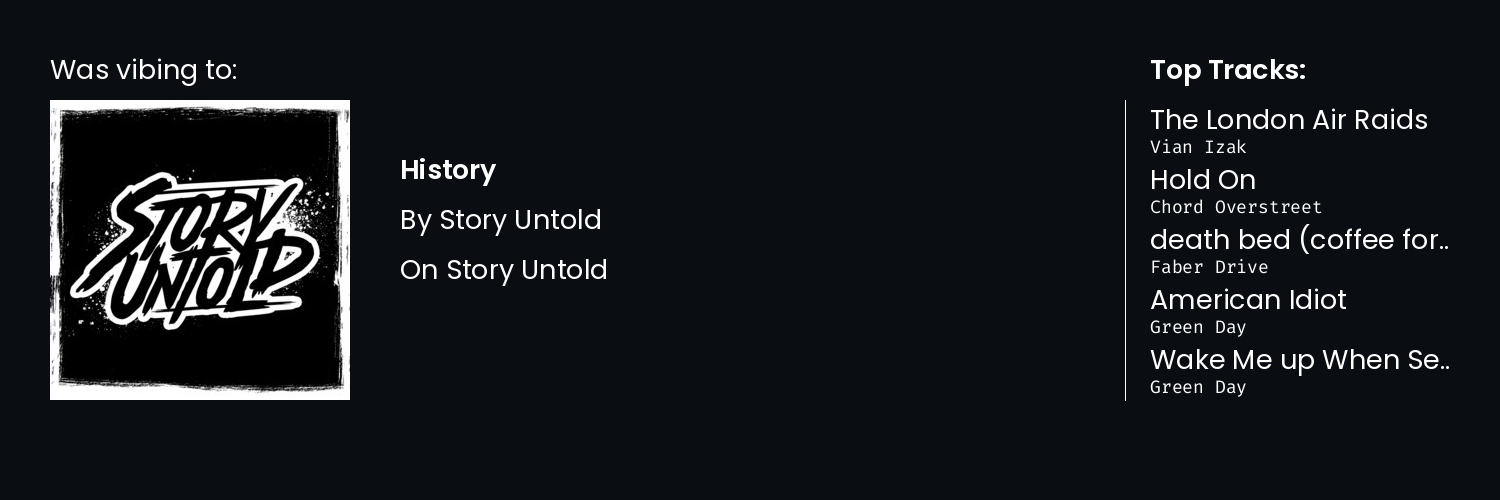 Was vibing to:
STORY
UNTOLD
History
By Story Untold
On Story Untold
Top Tracks:
The London Air Raids
Vian Izak
Hold On
Chord Overstreet
death bed (coffee for..
Faber Drive
American Idiot
Green Day
Wake Me up When Se..
Green Day